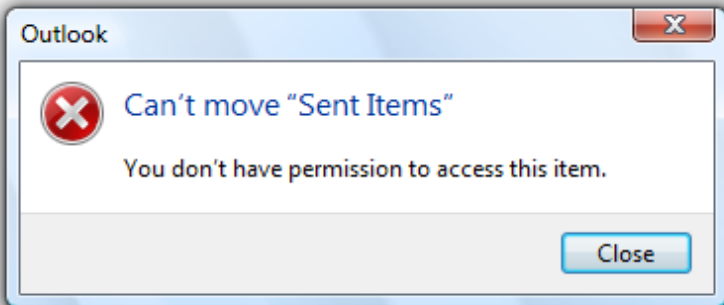 Outlook
Can't move “Sent Items”
You don't have permission to access this item.
Close